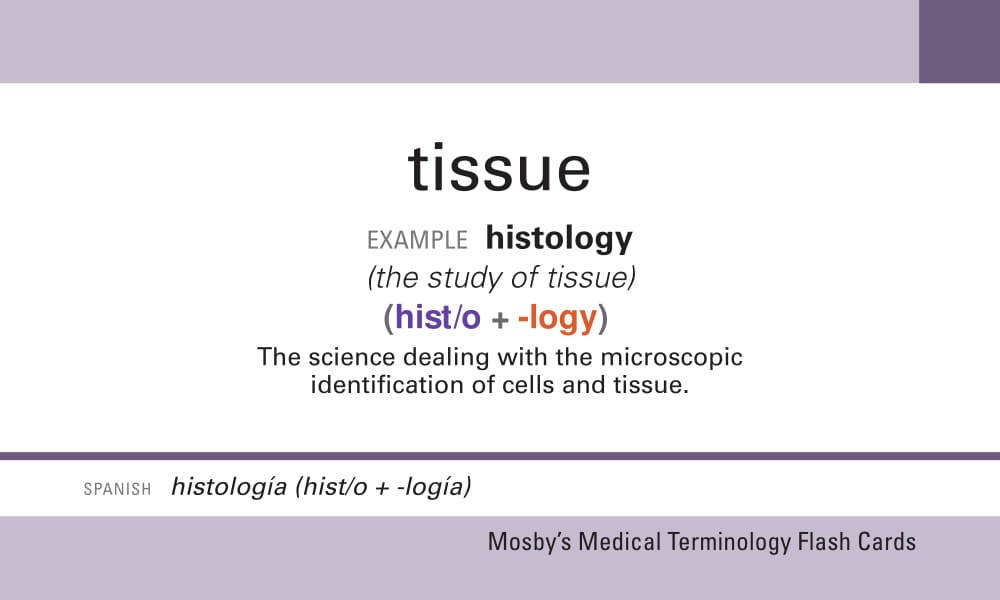 tissue
EXAMPLE histology
(the study of tissue)
(hist/o + -logy)
The science dealing with the microscopic
identification of cells and tissue.
SPANISH histología (hist/o + -logía)
Mosby's Medical Terminology Flash Cards